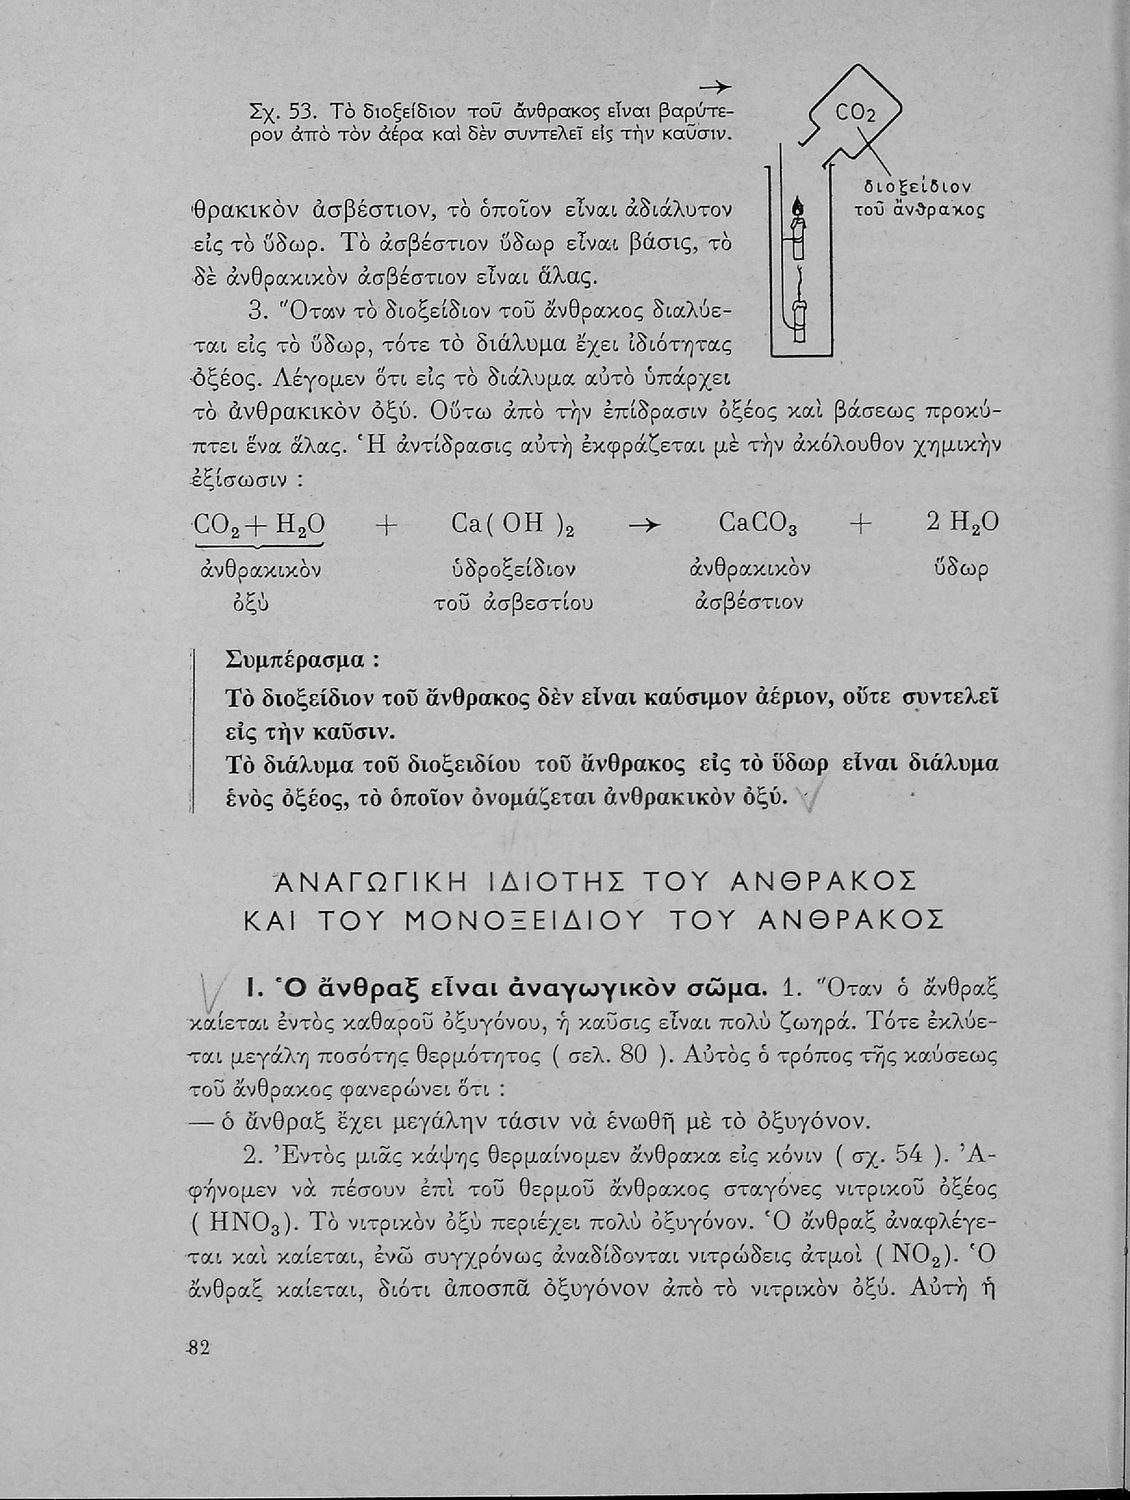 Σχ. 53. Τὸ διοξείδιον τοῦ ἄνθρακος εἶναι βαρύτε-
ρον ἀπὸ τὸν ἀέρα καὶ δὲν συντελεῖ εἰς τὴν καῦσιν.
CO₂
διοξείδιον
τοῦ ἄνθρακος
θρακικὸν ἀσβέστιον, τὸ ὁποῖον εἶναι ἀδιάλυτον
εἰς τὸ ὕδωρ. Τὸ ἀσβέστιον ὕδωρ εἶναι βάσις, τὸ
δὲ ἀνθρακικὸν ἀσβέστιον εἶναι ἅλας.
3. Ὅταν τὸ διοξείδιον τοῦ ἄνθρακος διαλύε-
ται εἰς τὸ ὕδωρ, τότε τὸ διάλυμα ἔχει ἰδιότητας
ὀξέος. Λέγομεν ὅτι εἰς τὸ διάλυμα αὐτὸ ὑπάρχει
τὸ ἀνθρακικὸν ὀξύ. Οὕτω ἀπὸ τὴν ἐπίδρασιν ὀξέος καὶ βάσεως προκύ-
πτει ἕνα ἅλας. Ἡ ἀντίδρασις αὐτὴ ἐκφράζεται μὲ τὴν ἀκόλουθον χημικὴν
ἐξίσωσιν :
CO₂ + H₂O + Ca( OH )₂ → CaCO₃ + 2 H₂O
ἀνθρακικὸν ὑδροξείδιον ἀνθρακικὸν ὕδωρ
ὀξὺ τοῦ ἀσβεστίου ἀσβέστιον
Συμπέρασμα :
Τὸ διοξείδιον τοῦ ἄνθρακος δὲν εἶναι καύσιμον ἀέριον, οὔτε συντελεῖ
εἰς τὴν καῦσιν.
Τὸ διάλυμα τοῦ διοξειδίου τοῦ ἄνθρακος εἰς τὸ ὕδωρ εἶναι διάλυμα
ἑνὸς ὀξέος, τὸ ὁποῖον ὀνομάζεται ἀνθρακικὸν ὀξύ.
ΑΝΑΓΩΓΙΚΗ ΙΔΙΟΤΗΣ ΤΟΥ ΑΝΘΡΑΚΟΣ
ΚΑΙ ΤΟΥ ΜΟΝΟΞΕΙΔΙΟΥ ΤΟΥ ΑΝΘΡΑΚΟΣ
Ι. Ὁ ἄνθραξ εἶναι ἀναγωγικὸν σῶμα. 1. Ὅταν ὁ ἄνθραξ
καίεται ἐντὸς καθαροῦ ὀξυγόνου, ἡ καῦσις εἶναι πολὺ ζωηρά. Τότε ἐκλύε-
ται μεγάλη ποσότης θερμότητος ( σελ. 80 ). Αὐτὸς ὁ τρόπος τῆς καύσεως
τοῦ ἄνθρακος φανερώνει ὅτι :
— ὁ ἄνθραξ ἔχει μεγάλην τάσιν νὰ ἑνωθῇ μὲ τὸ ὀξυγόνον.
2. Ἐντὸς μιᾶς κάψης θερμαίνομεν ἄνθρακα εἰς κόνιν ( σχ. 54 ). Ἀ-
φήνομεν νὰ πέσουν ἐπὶ τοῦ θερμοῦ ἄνθρακος σταγόνες νιτρικοῦ ὀξέος
( HNO₃). Τὸ νιτρικὸν ὀξὺ περιέχει πολὺ ὀξυγόνον. Ὁ ἄνθραξ ἀναφλέγε-
ται καὶ καίεται, ἐνῶ συγχρόνως ἀναδίδονται νιτρώδεις ἀτμοὶ ( NO₂). Ὁ
ἄνθραξ καίεται, διότι ἀποσπᾶ ὀξυγόνον ἀπὸ τὸ νιτρικὸν ὀξύ. Αὐτὴ ἡ
82